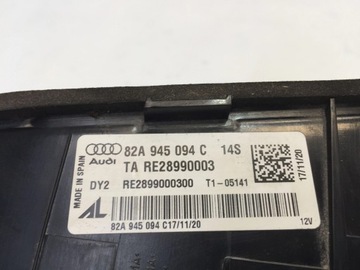 82A 945 094 C 14S
Audi
TA RE28990003
MADE IN SPAIN
17/11/20
DY2 RE2899000300 T1-05141
AL
82A 945 094 C17/11/20 12V